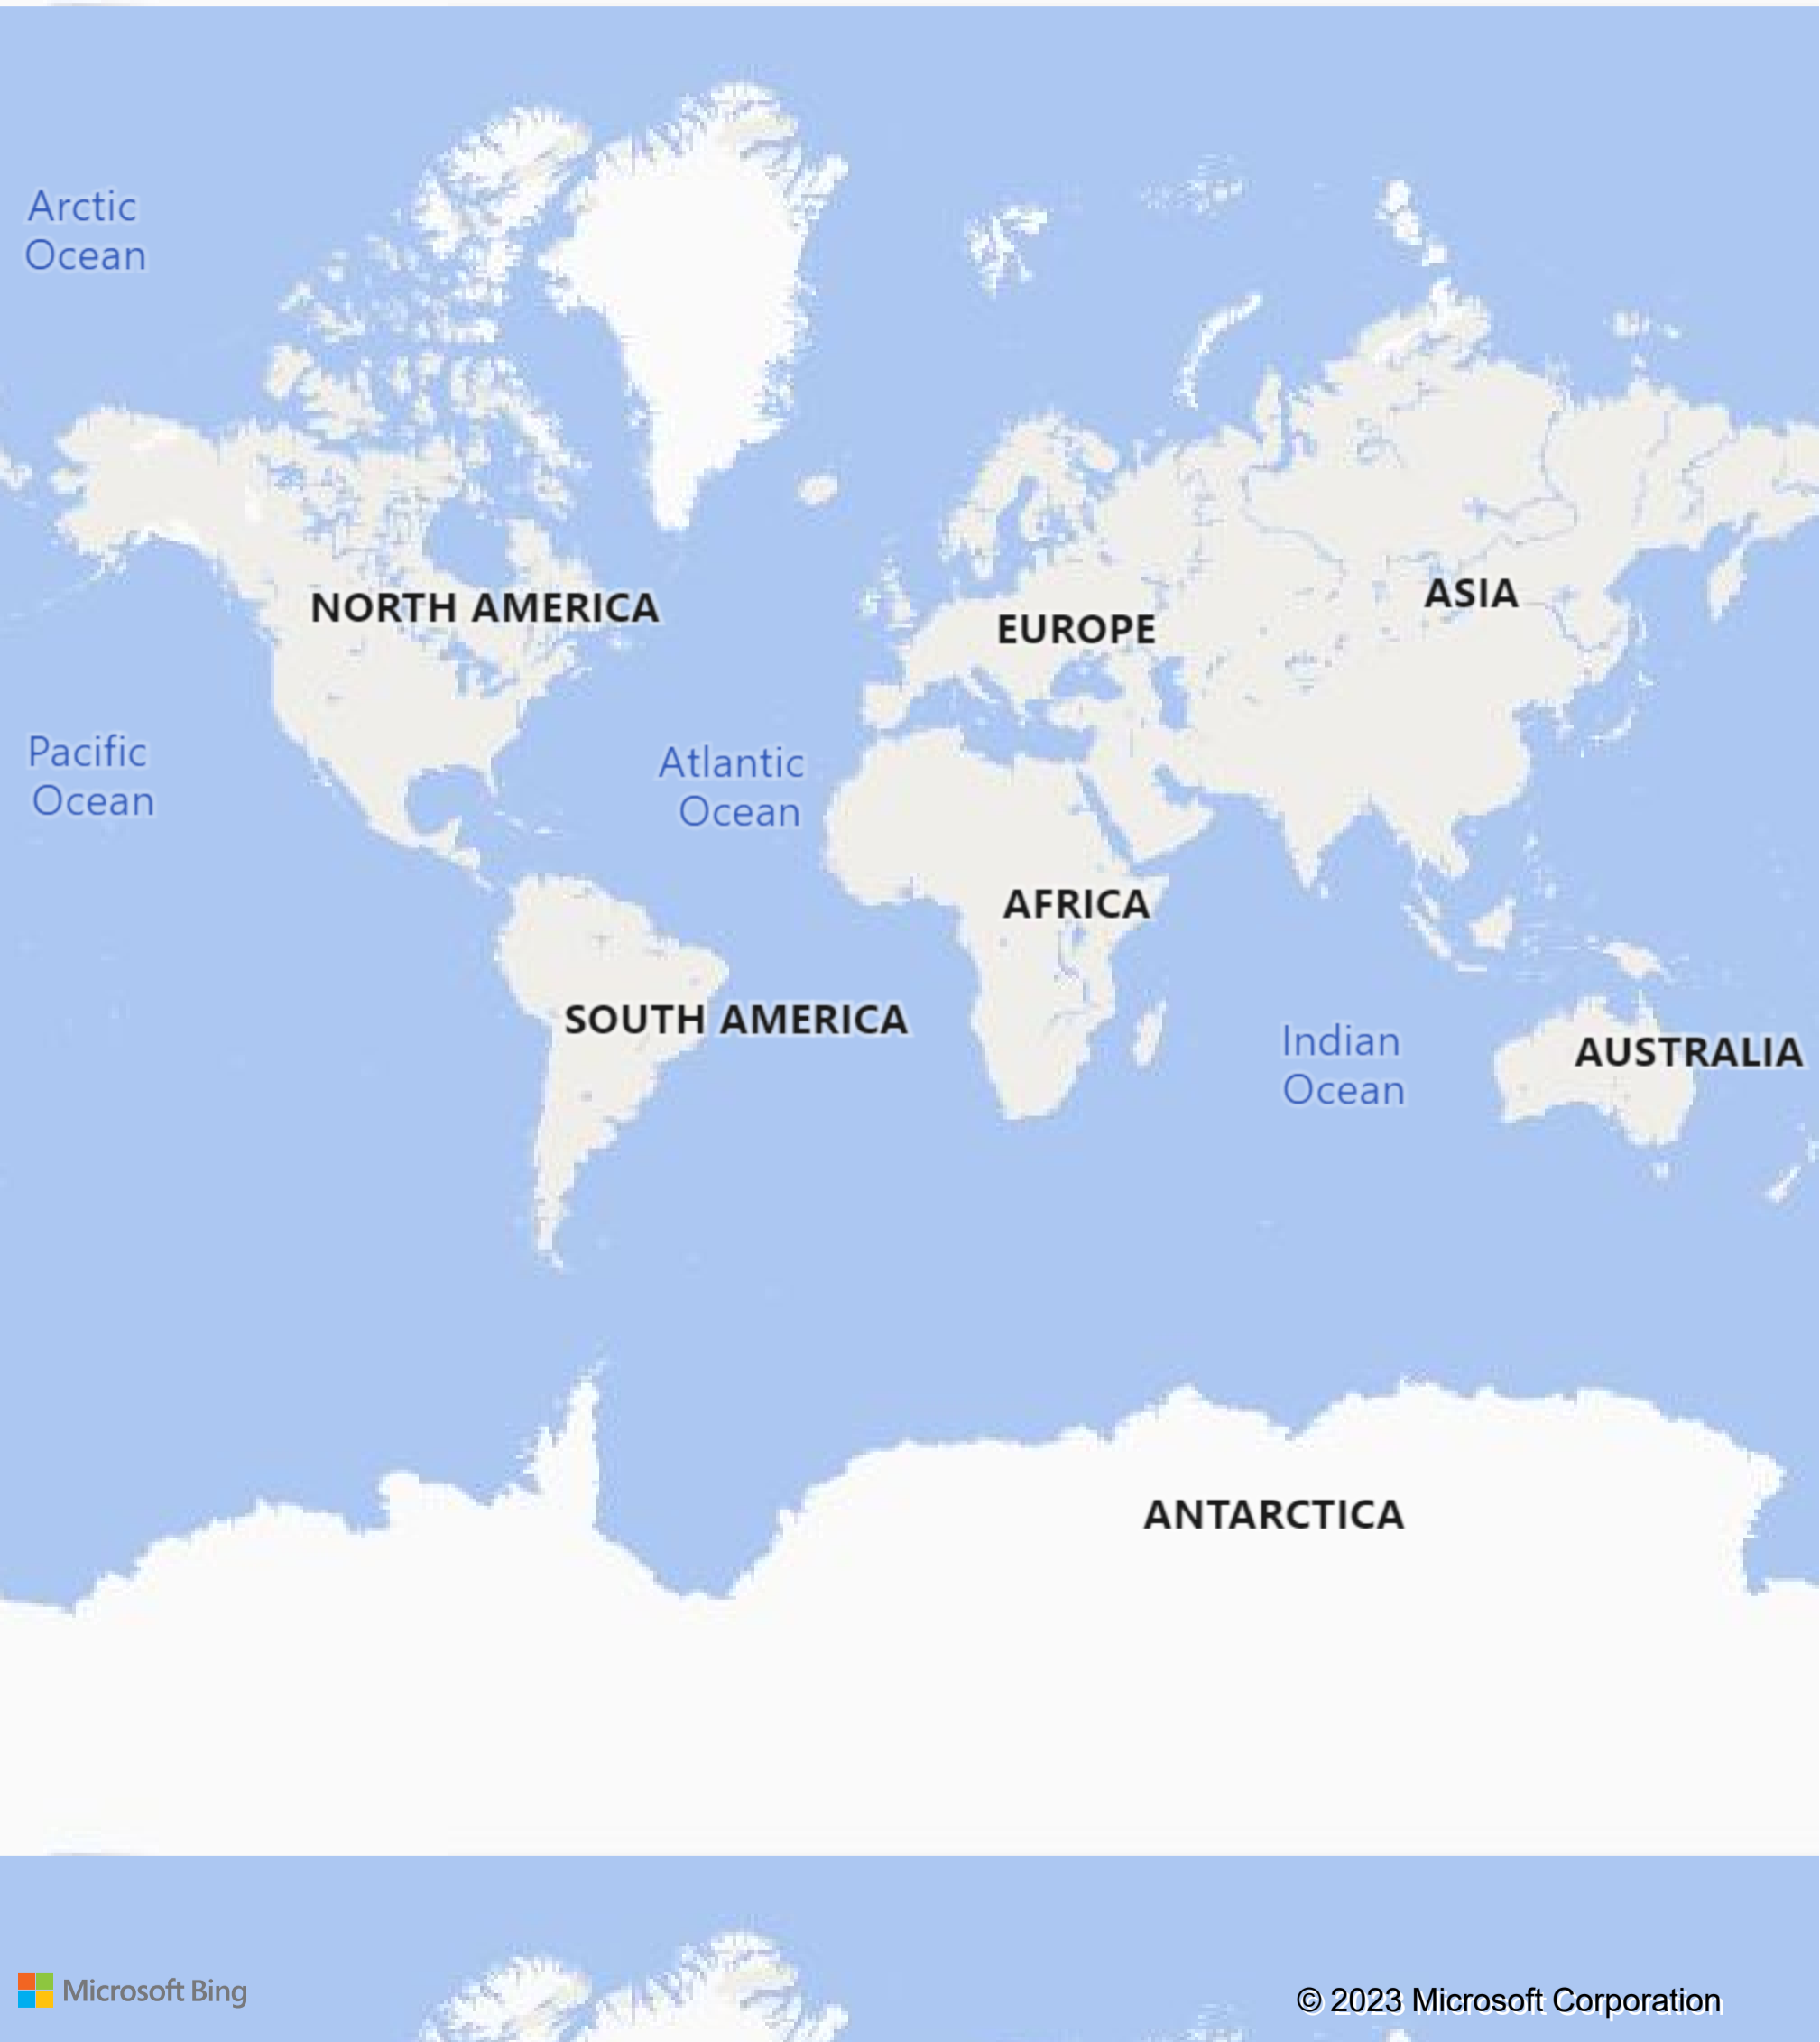 Arctic
Ocean
NORTH AMERICA
EUROPE
ASIA
Pacific
Ocean
Atlantic
Ocean
AFRICA
SOUTH AMERICA
Indian
Ocean
AUSTRALIA
ANTARCTICA
Microsoft Bing
© 2023 Microsoft Corporation